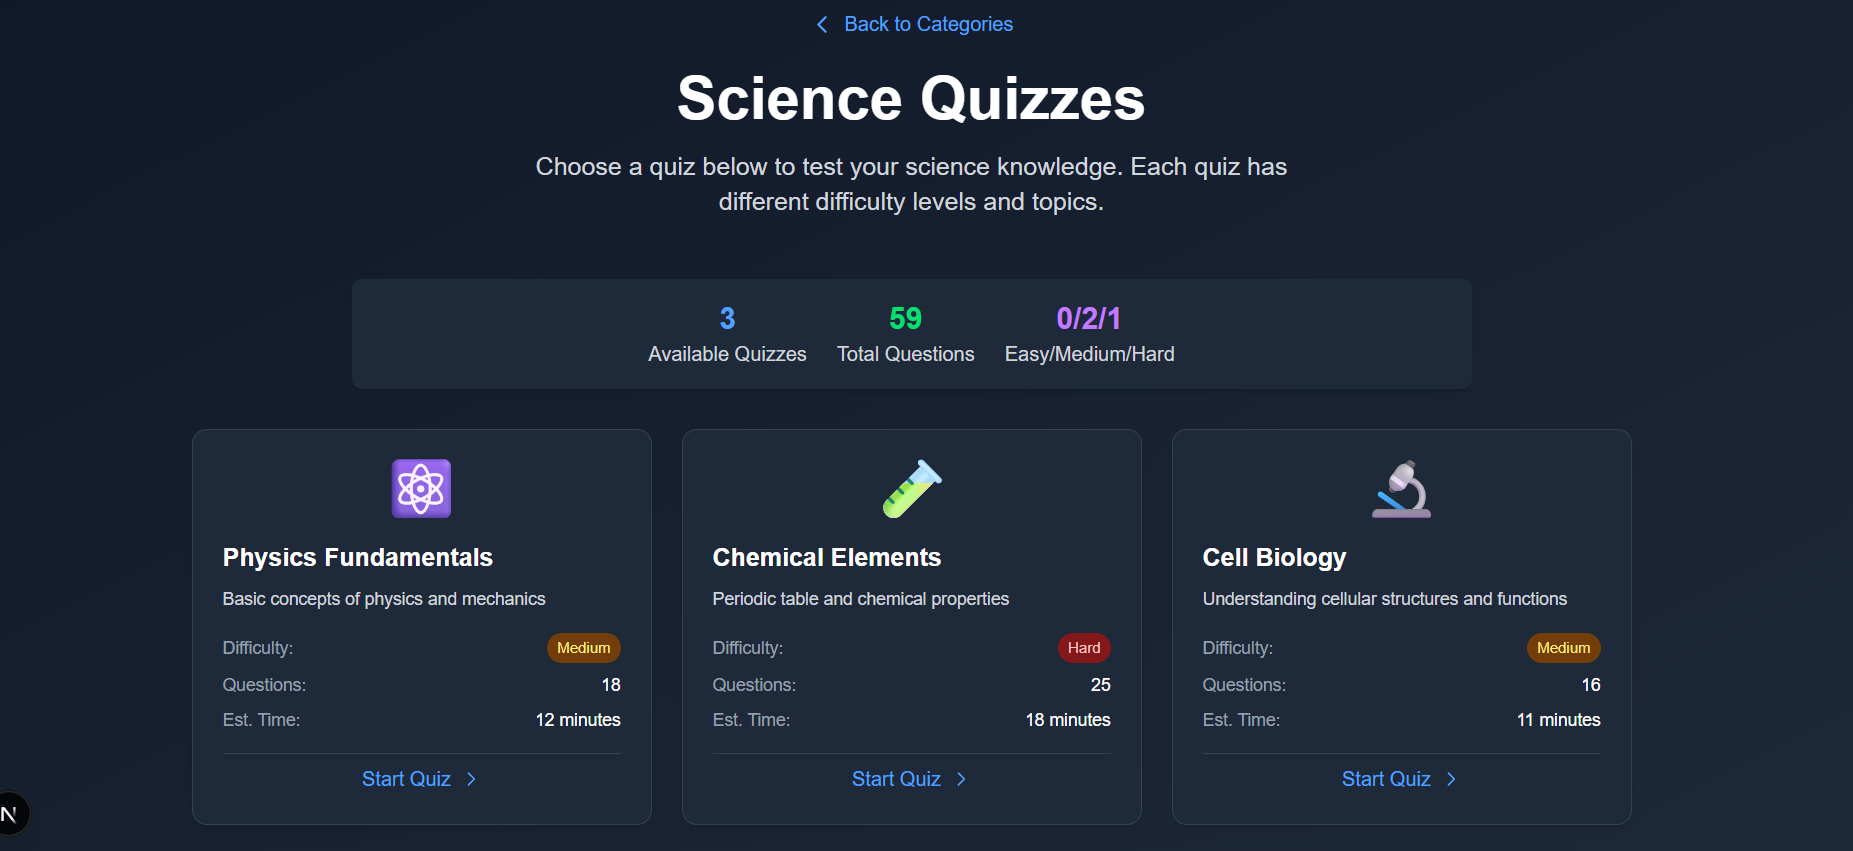 Back to Categories
Science Quizzes
Choose a quiz below to test your science knowledge. Each quiz has
different difficulty levels and topics.
3
Available Quizzes
59
Total Questions
0/2/1
Easy/Medium/Hard
Physics Fundamentals
Basic concepts of physics and mechanics
Difficulty: Medium
Questions: 18
Est. Time: 12 minutes
Start Quiz
Chemical Elements
Periodic table and chemical properties
Difficulty: Hard
Questions: 25
Est. Time: 18 minutes
Start Quiz
Cell Biology
Understanding cellular structures and functions
Difficulty: Medium
Questions: 16
Est. Time: 11 minutes
Start Quiz
N